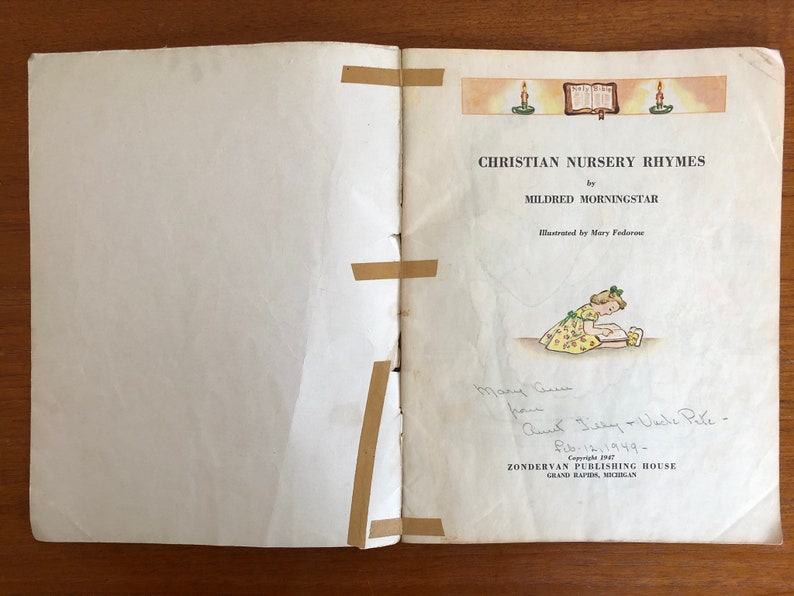 Holy Bible
CHRISTIAN NURSERY RHYMES
by
MILDRED MORNINGSTAR
Illustrated by Mary Fedorow
Mary Ann
from
Aunt Tilly + Uncle Pete -
Feb-12, 1949-
Copyright 1947
ZONDERVAN PUBLISHING HOUSE
GRAND RAPIDS, MICHIGAN